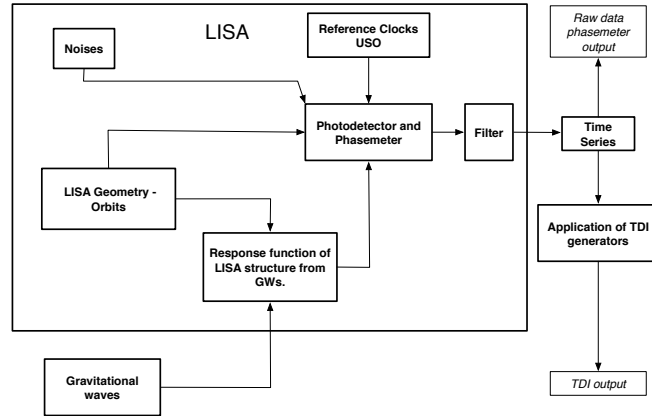 LISA
Noises
Reference Clocks
USO
Raw data
phasemeter
output
Photodetector and
Phasemeter
Filter
Time
Series
LISA Geometry -
Orbits
Response function of
LISA structure from
GWs.
Application of TDI
generators
Gravitational
waves
TDI output